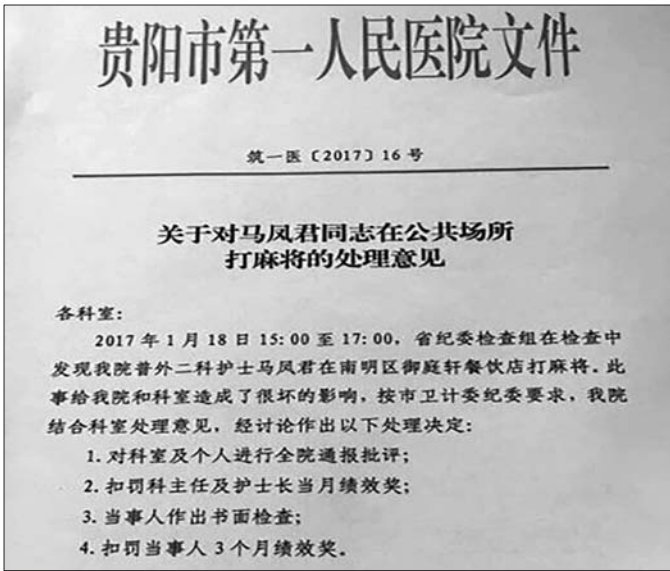 贵阳市第一人民医院文件
筑一医〔2017〕16号
关于对马凤君同志在公共场所
打麻将的处理意见
各科室：
2017年1月18日15:00至17:00，省纪委检查组在检查中
发现我院普外二科护士马凤君在南明区御庭轩餐饮店打麻将。此
事给我院和科室造成了很坏的影响，按市卫计委纪委要求，我院
结合科室处理意见，经讨论作出以下处理决定：
1.对科室及个人进行全院通报批评；
2.扣罚科主任及护士长当月绩效奖；
3.当事人作出书面检查；
4.扣罚当事人3个月绩效奖。